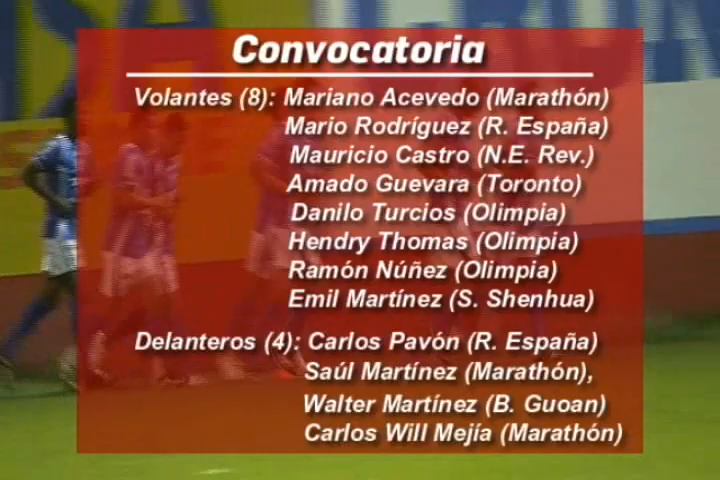 Convocatoria
Volantes (8): Mariano Acevedo (Marathón)
Mario Rodríguez (R. España)
Mauricio Castro (N.E. Rev.)
Amado Guevara (Toronto)
Danilo Turcios (Olimpia)
Hendry Thomas (Olimpia)
Ramón Núñez (Olimpia)
Emil Martínez (S. Shenhua)
Delanteros (4): Carlos Pavón (R. España)
Saúl Martínez (Marathón),
Walter Martínez (B. Guoan)
Carlos Will Mejía (Marathón)